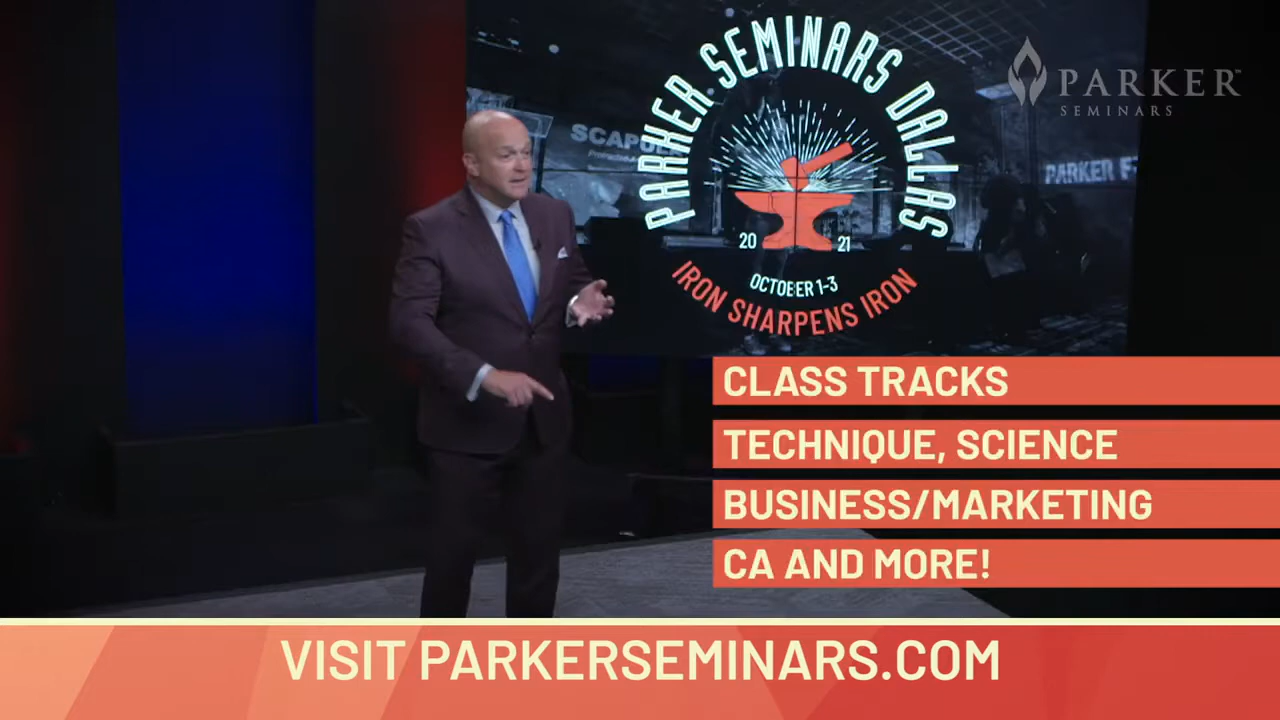 PARKER SEMINARS DALLAS
PARKER™
SEMINARS
20 21
OCTOBER 1-3
IRON SHARPENS IRON
CLASS TRACKS
TECHNIQUE, SCIENCE
BUSINESS/MARKETING
CA AND MORE!
VISIT PARKERSEMINARS.COM